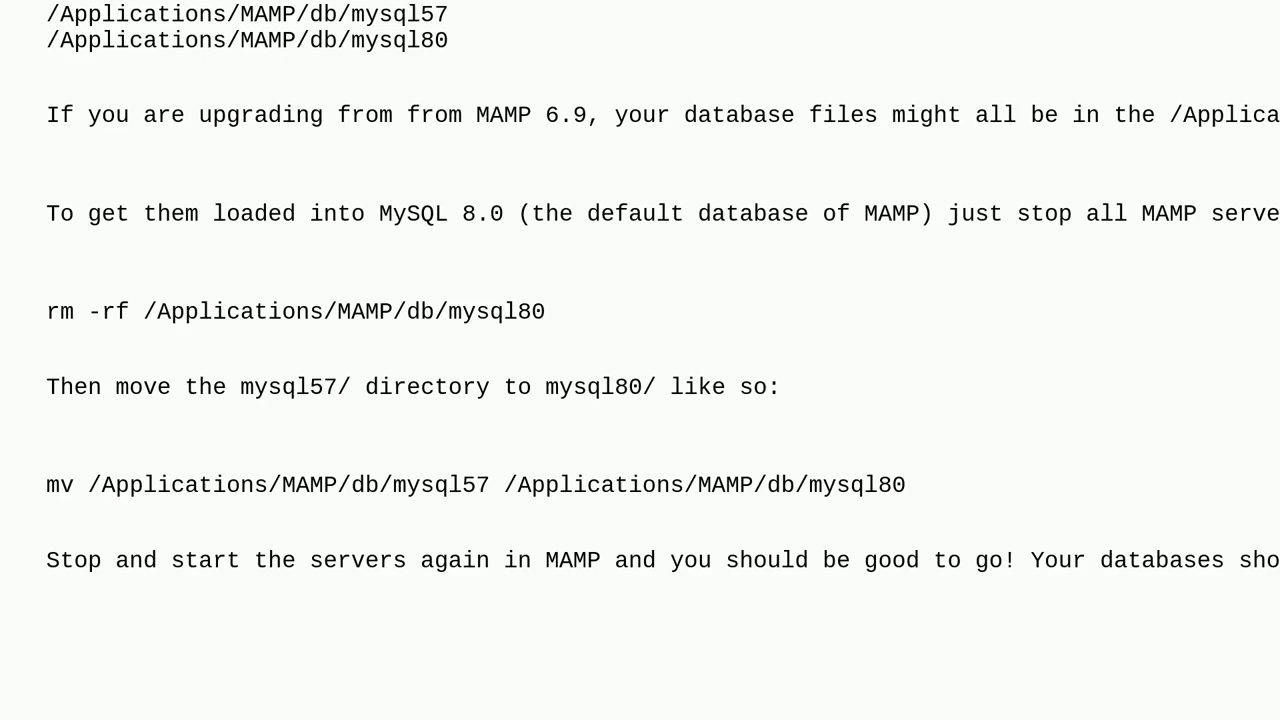 /Applications/MAMP/db/mysql57
/Applications/MAMP/db/mysql80
If you are upgrading from from MAMP 6.9, your database files might all be in the /Applica
To get them loaded into MySQL 8.0 (the default database of MAMP) just stop all MAMP serve
rm -rf /Applications/MAMP/db/mysql80
Then move the mysql57/ directory to mysql80/ like so:
mv /Applications/MAMP/db/mysql57 /Applications/MAMP/db/mysql80
Stop and start the servers again in MAMP and you should be good to go! Your databases sho